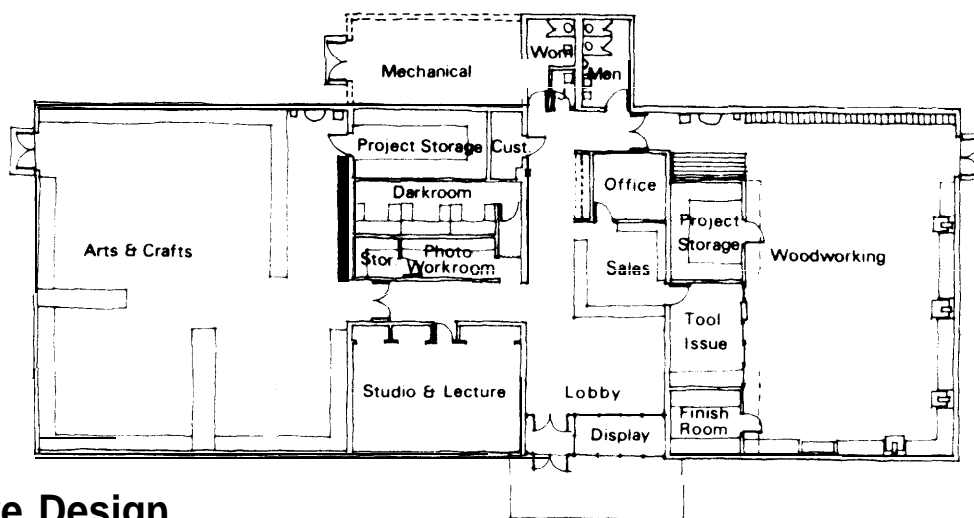 Wom
Men
Mechanical
Project Storage
Cust.
Darkroom
Office
Project
Storage
Arts & Crafts
Stor.
Photo
Workroom
Sales
Woodworking
Tool
Issue
Studio & Lecture
Lobby
Finish
Room
Display
e Design